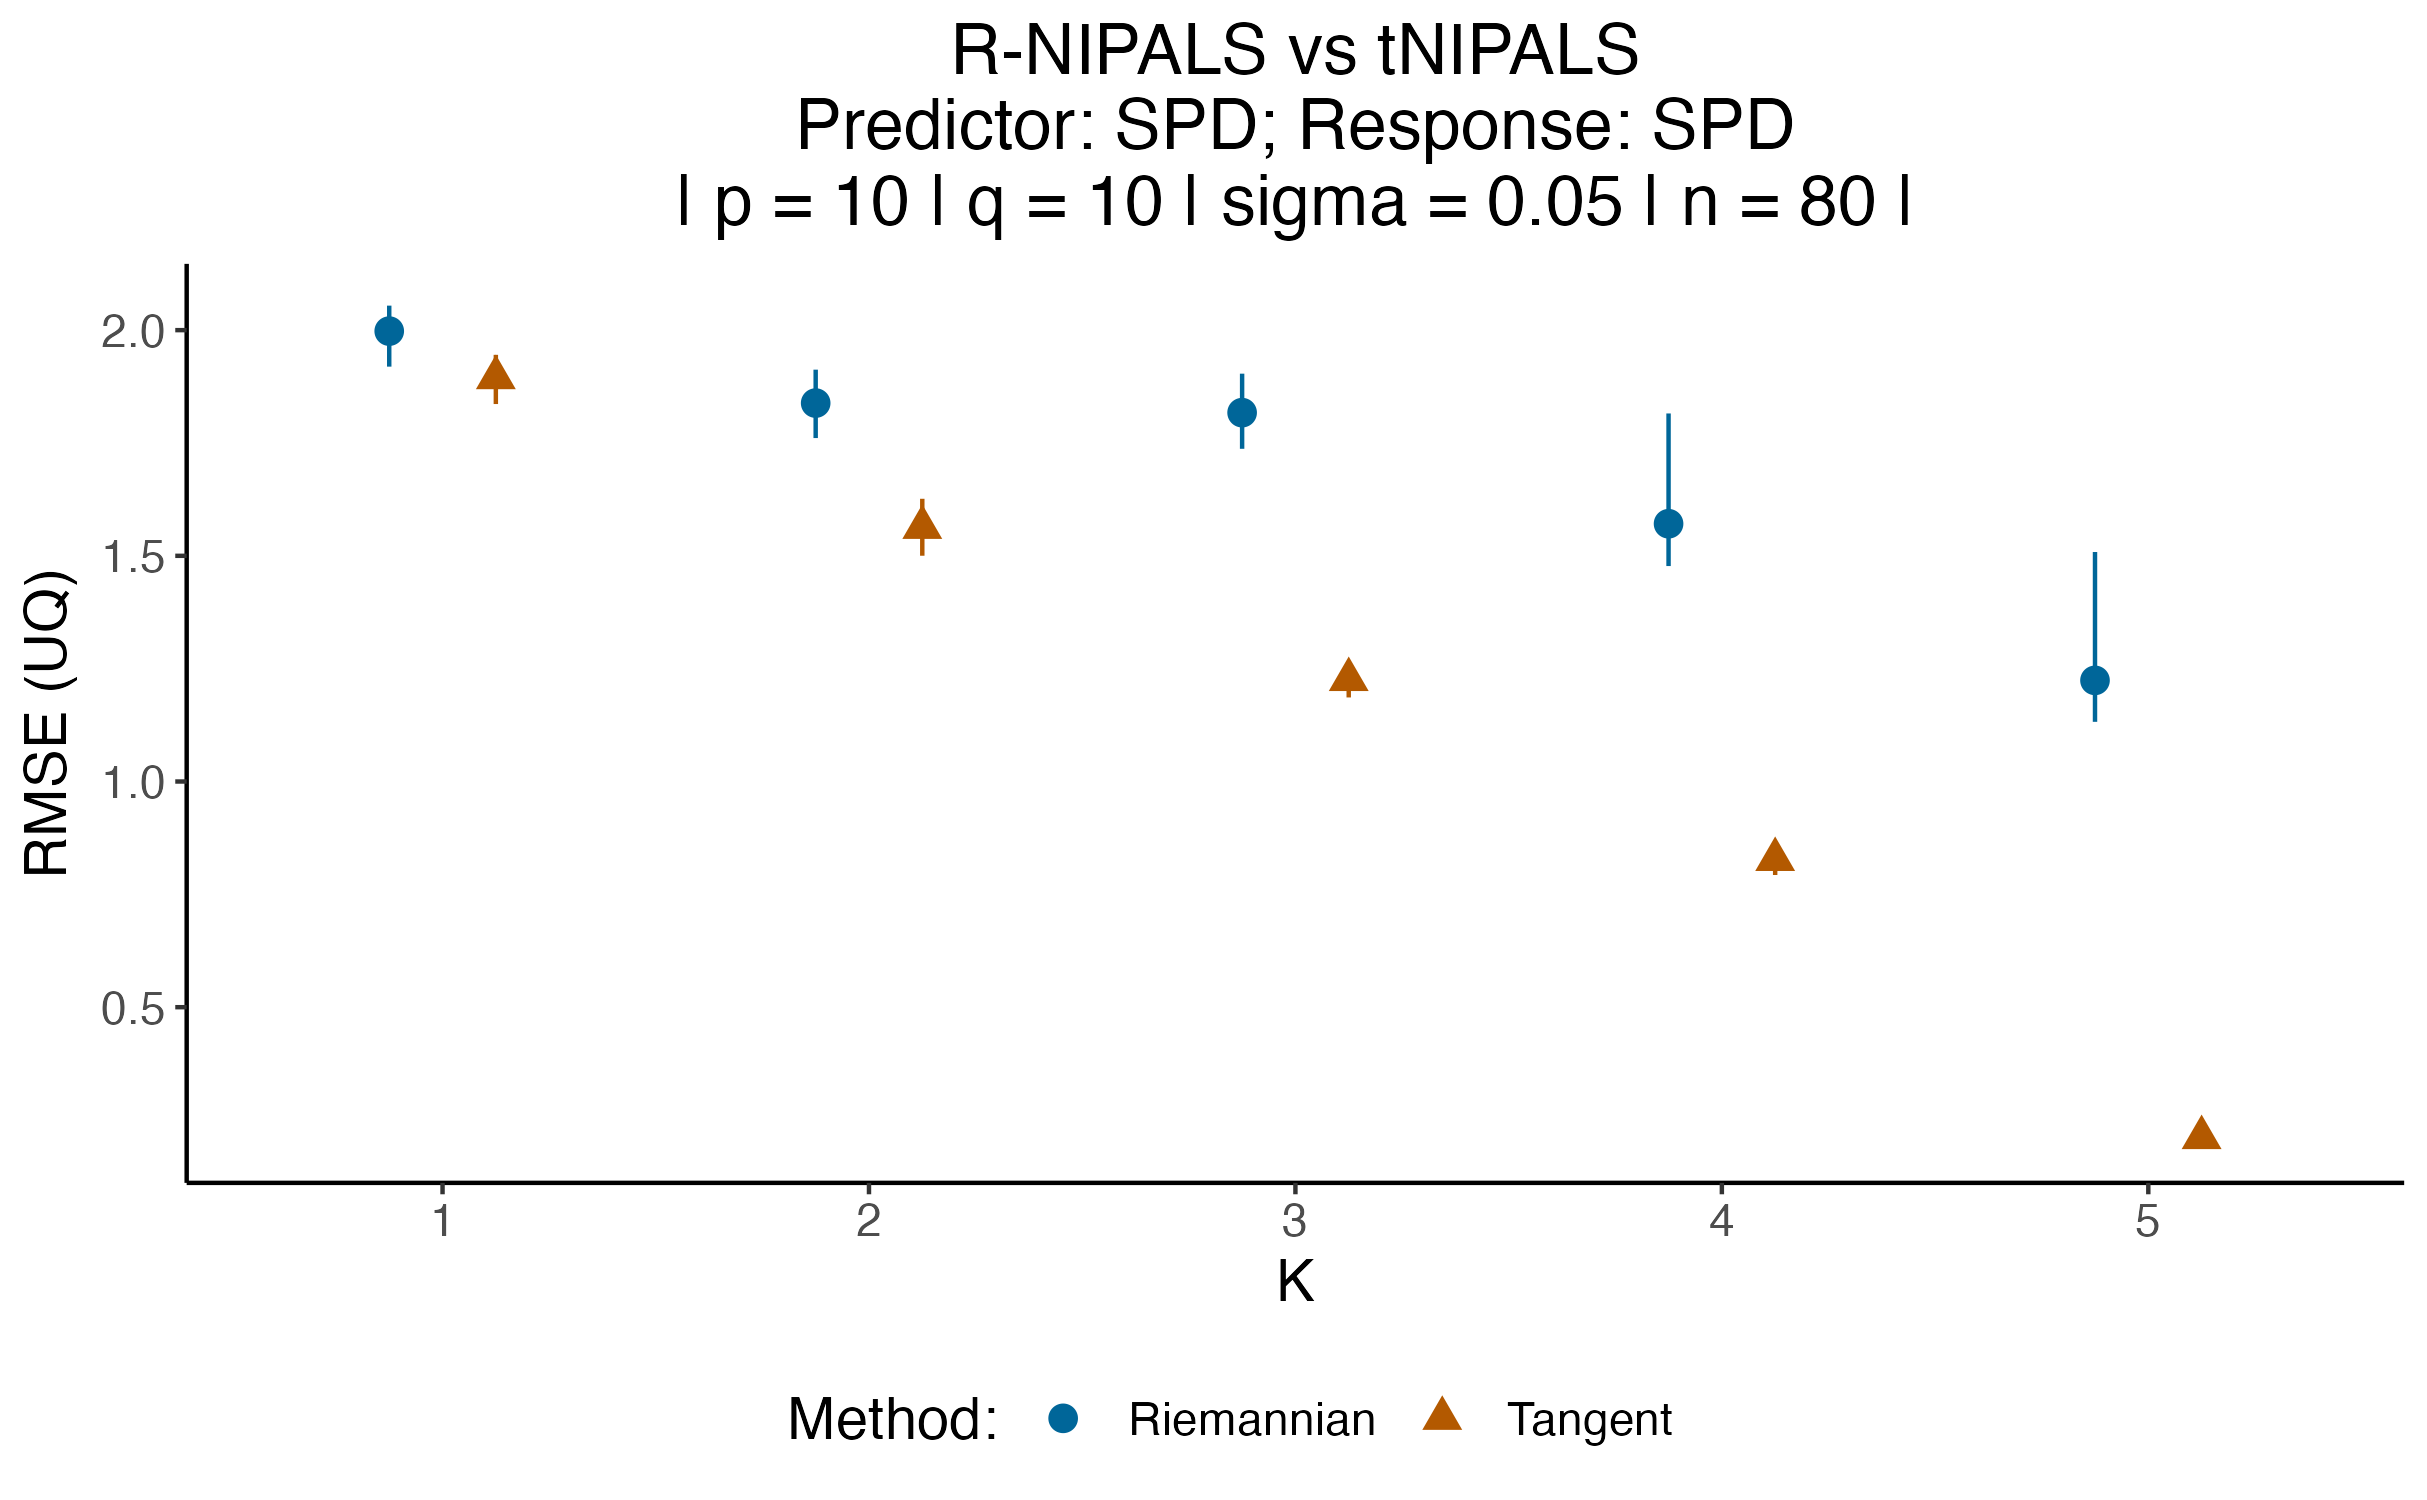 R-NIPALS vs tNIPALS
Predictor: SPD; Response: SPD
| p = 10 | q = 10 | sigma = 0.05 | n = 80 |
RMSE (UQ)
2.0
1.5
1.0
0.5
1 2 3 4 5
K
Method: Riemannian Tangent